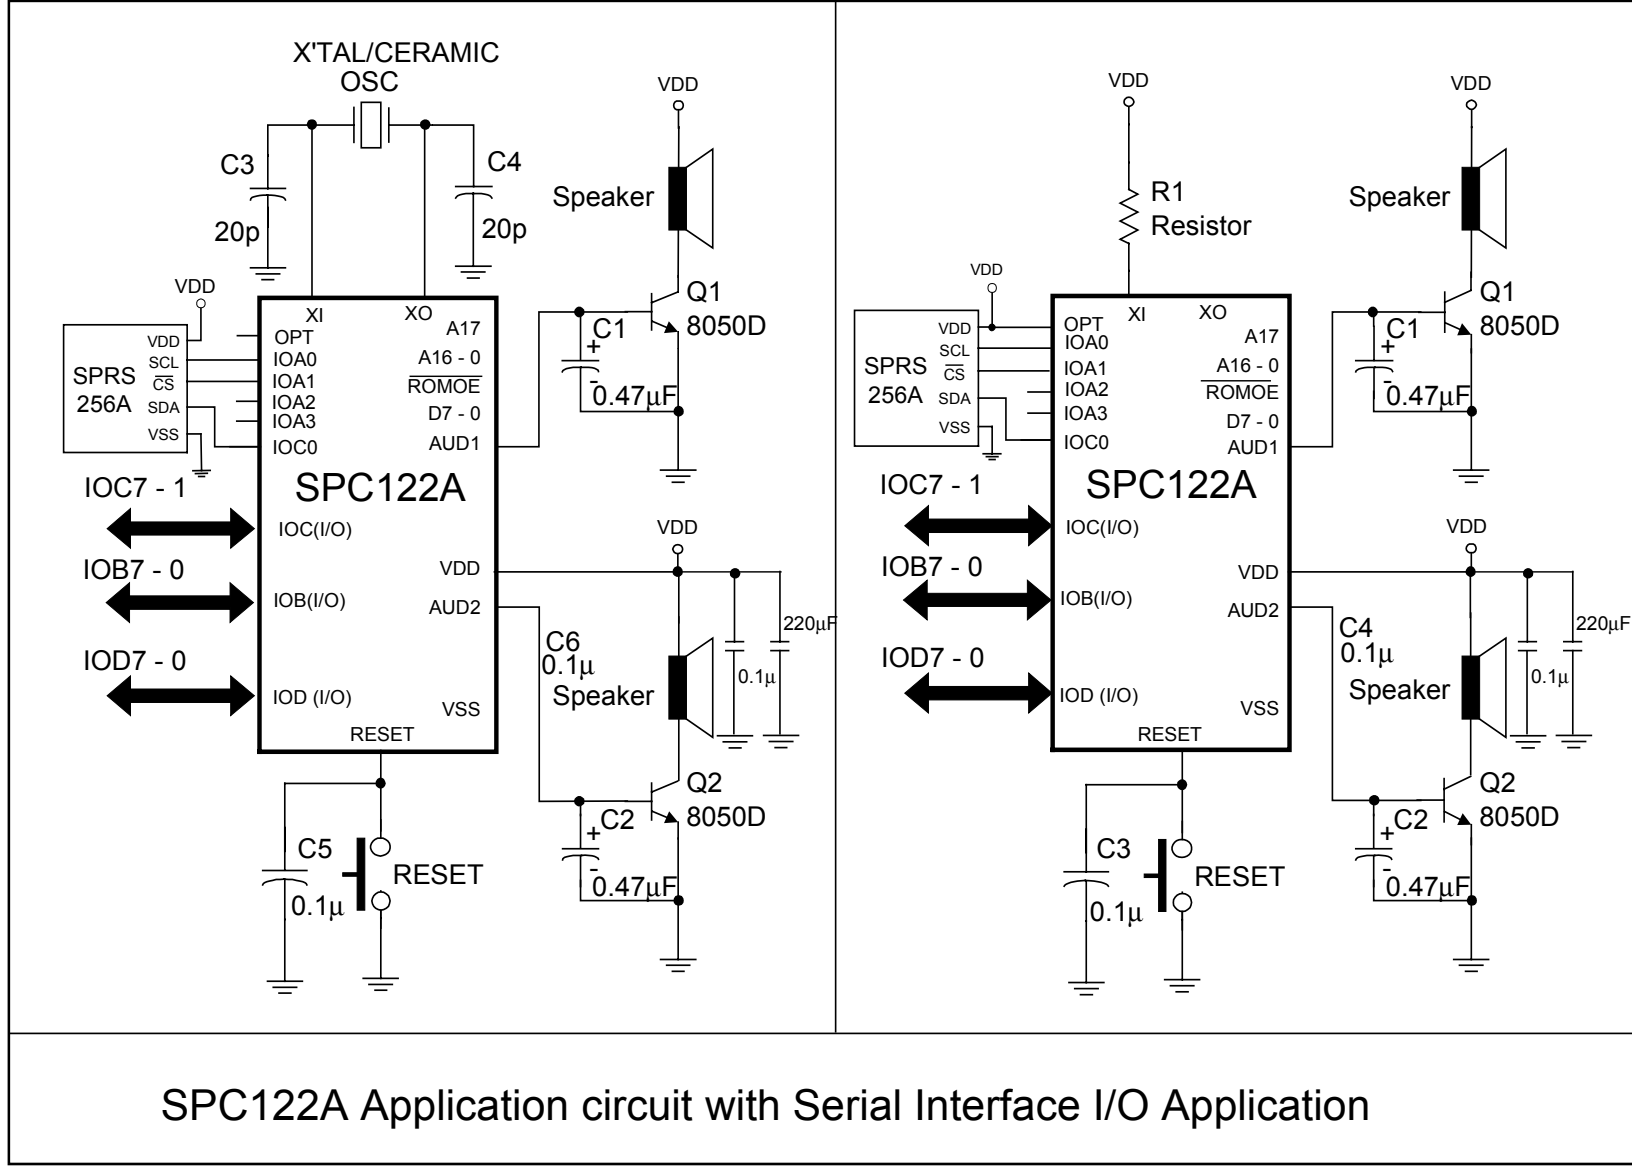 X'TAL/CERAMIC
OSC
C3
20p
C4
20p
VDD
Speaker
Q1
8050D
C1
+
-
0.47μF
VDD
SPRS
256A
VDD
SCL
CS
SDA
VSS
XI
XO
OPT
IOA0
IOA1
IOA2
IOA3
IOC0
A17
A16 - 0
ROMOE
D7 - 0
AUD1
SPC122A
IOC7 - 1
IOC(I/O)
IOB7 - 0
IOB(I/O)
IOD7 - 0
IOD (I/O)
VDD
AUD2
VSS
RESET
VDD
C6
0.1μ
Speaker
0.1μ
220μF
Q2
8050D
C2
+
-
0.47μF
C5
0.1μ
RESET
VDD
R1
Resistor
VDD
Speaker
Q1
8050D
C1
+
-
0.47μF
VDD
SPRS
256A
VDD
SCL
CS
SDA
VSS
XI
XO
OPT
IOA0
IOA1
IOA2
IOA3
IOC0
A17
A16 - 0
ROMOE
D7 - 0
AUD1
SPC122A
IOC7 - 1
IOC(I/O)
IOB7 - 0
IOB(I/O)
IOD7 - 0
IOD (I/O)
VDD
AUD2
VSS
RESET
VDD
C4
0.1μ
Speaker
0.1μ
220μF
Q2
8050D
C2
+
-
0.47μF
C3
0.1μ
RESET
SPC122A Application circuit with Serial Interface I/O Application